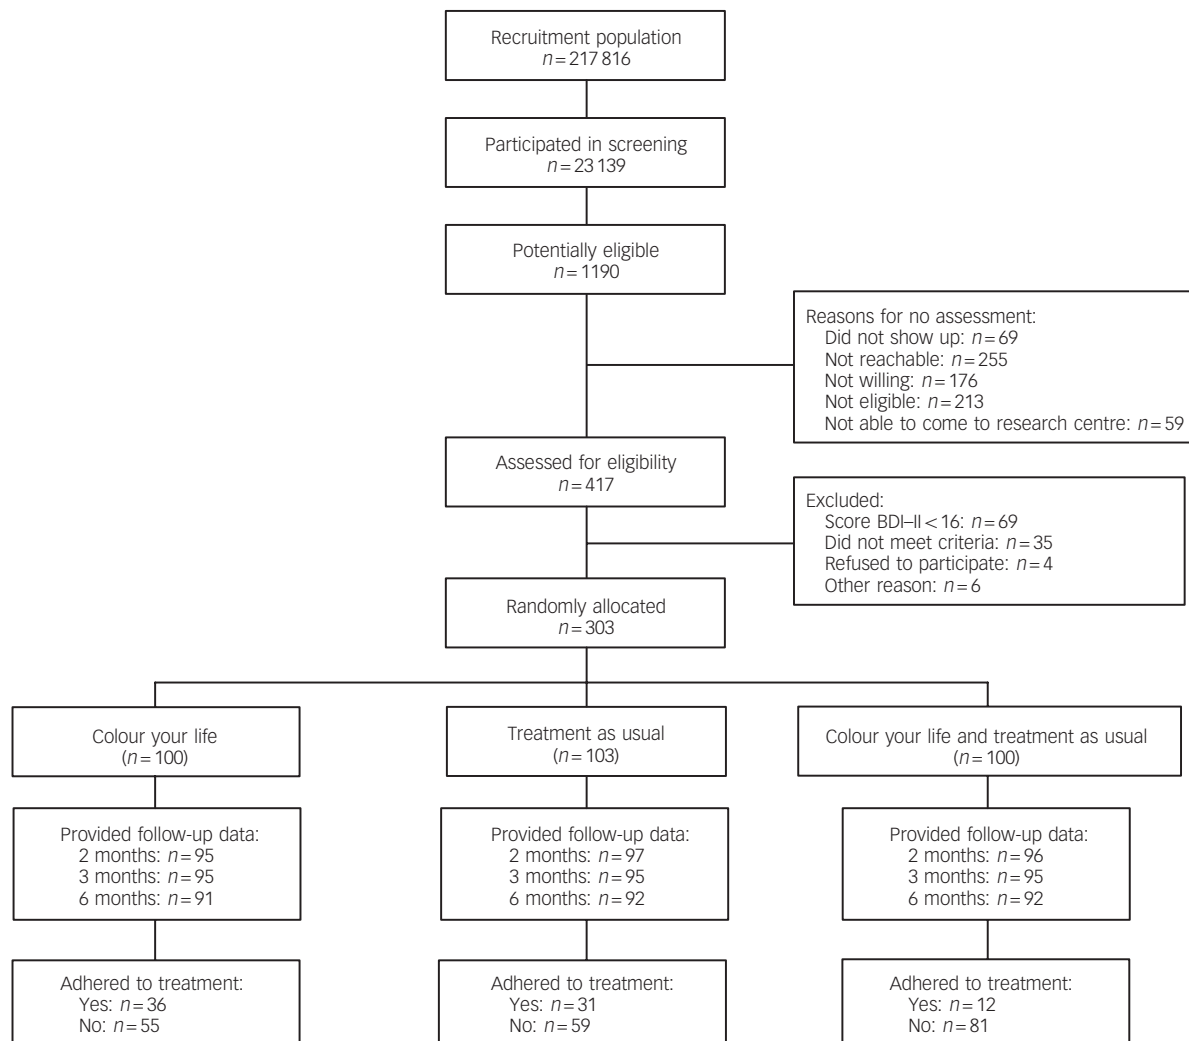 Recruitment population
n=217 816
Participated in screening
n=23 139
Potentially eligible
n=1190
Reasons for no assessment:
Did not show up: n=69
Not reachable: n=255
Not willing: n=176
Not eligible: n=213
Not able to come to research centre: n=59
Assessed for eligibility
n=417
Excluded:
Score BDI–II<16: n=69
Did not meet criteria: n=35
Refused to participate: n=4
Other reason: n=6
Randomly allocated
n=303
Colour your life
(n=100)
Treatment as usual
(n=103)
Colour your life and treatment as usual
(n=100)
Provided follow-up data:
2 months: n=95
3 months: n=95
6 months: n=91
Provided follow-up data:
2 months: n=97
3 months: n=95
6 months: n=92
Provided follow-up data:
2 months: n=96
3 months: n=95
6 months: n=92
Adhered to treatment:
Yes: n=36
No: n=55
Adhered to treatment:
Yes: n=31
No: n=59
Adhered to treatment:
Yes: n=12
No: n=81